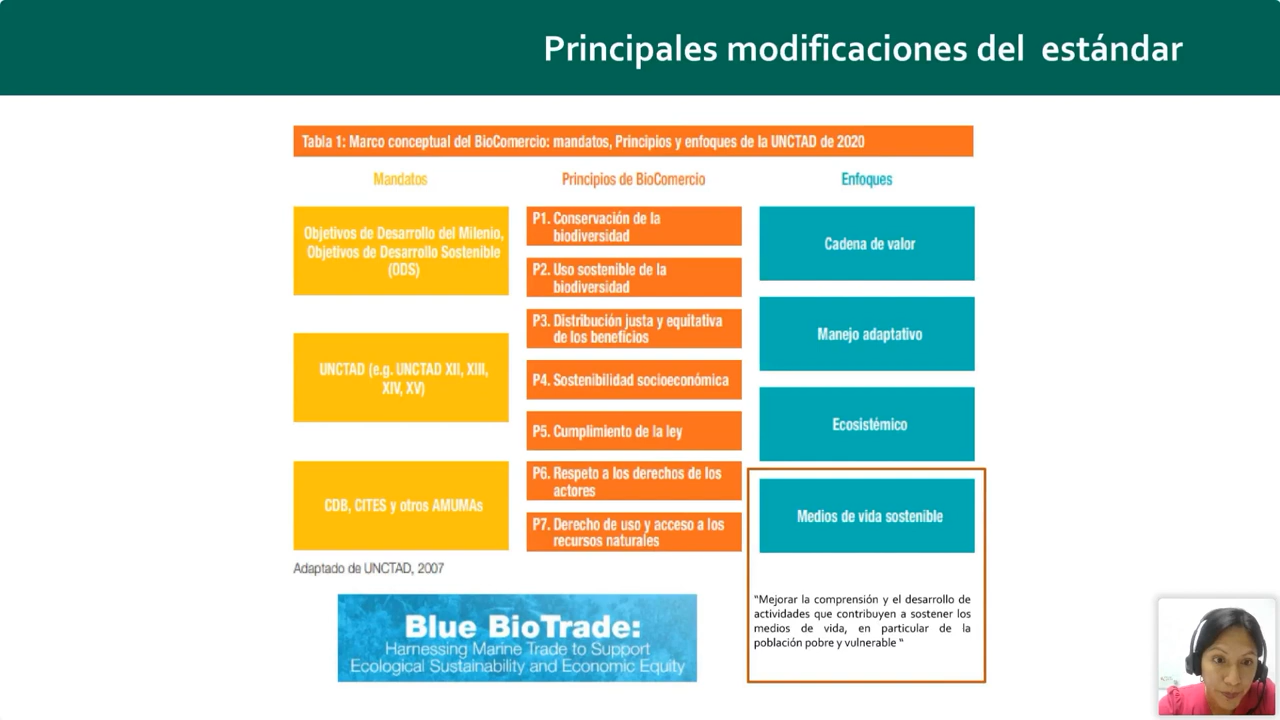 Principales modificaciones del estándar
Tabla 1: Marco conceptual del BioComercio: mandatos, Principios y enfoques de la UNCTAD de 2020
Mandatos
Principios de BioComercio
Enfoques
Objetivos de Desarrollo del Milenio,
Objetivos de Desarrollo Sostenible
(ODS)
UNCTAD (e.g. UNCTAD XII, XIII,
XIV, XV)
CDB, CITES y otros AMUMAs
P1. Conservación de la
biodiversidad
P2. Uso sostenible de la
biodiversidad
P3. Distribución justa y equitativa
de los beneficios
P4. Sostenibilidad socioeconómica
P5. Cumplimiento de la ley
P6. Respeto a los derechos de los
actores
P7. Derecho de uso y acceso a los
recursos naturales
Cadena de valor
Manejo adaptativo
Ecosistémico
Medios de vida sostenible
"Mejorar la comprensión y el desarrollo de
actividades que contribuyen a sostener los
medios de vida, en particular de la
población pobre y vulnerable "
Adaptado de UNCTAD, 2007
Blue BioTrade:
Harnessing Marine Trade to Support
Ecological Sustainability and Economic Equity